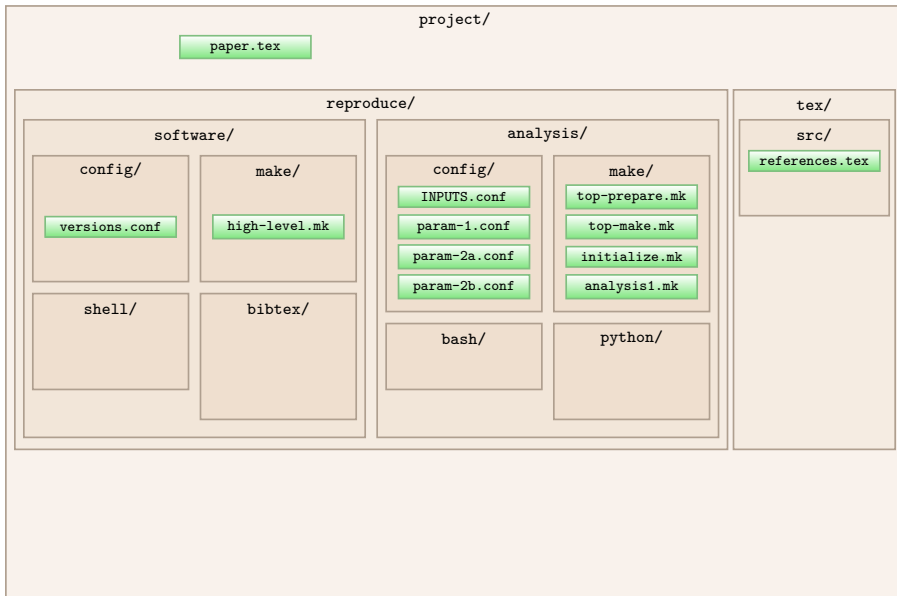 project/
paper.tex
reproduce/
software/
config/
versions.conf
make/
high-level.mk
shell/
bibtex/
analysis/
config/
INPUTS.conf
param-1.conf
param-2a.conf
param-2b.conf
make/
top-prepare.mk
top-make.mk
initialize.mk
analysis1.mk
bash/
python/
tex/
src/
references.tex